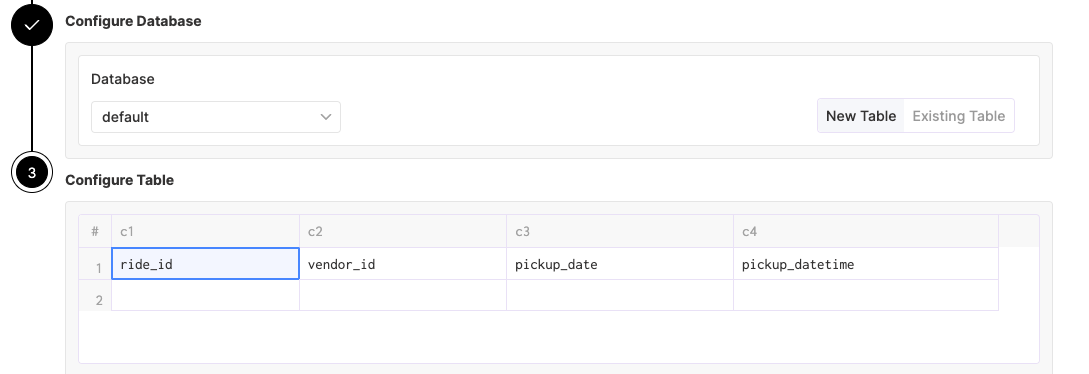 Configure Database
Database
default
New Table Existing Table
3
Configure Table
# c1 c2 c3 c4
1 ride_id vendor_id pickup_date pickup_datetime
2